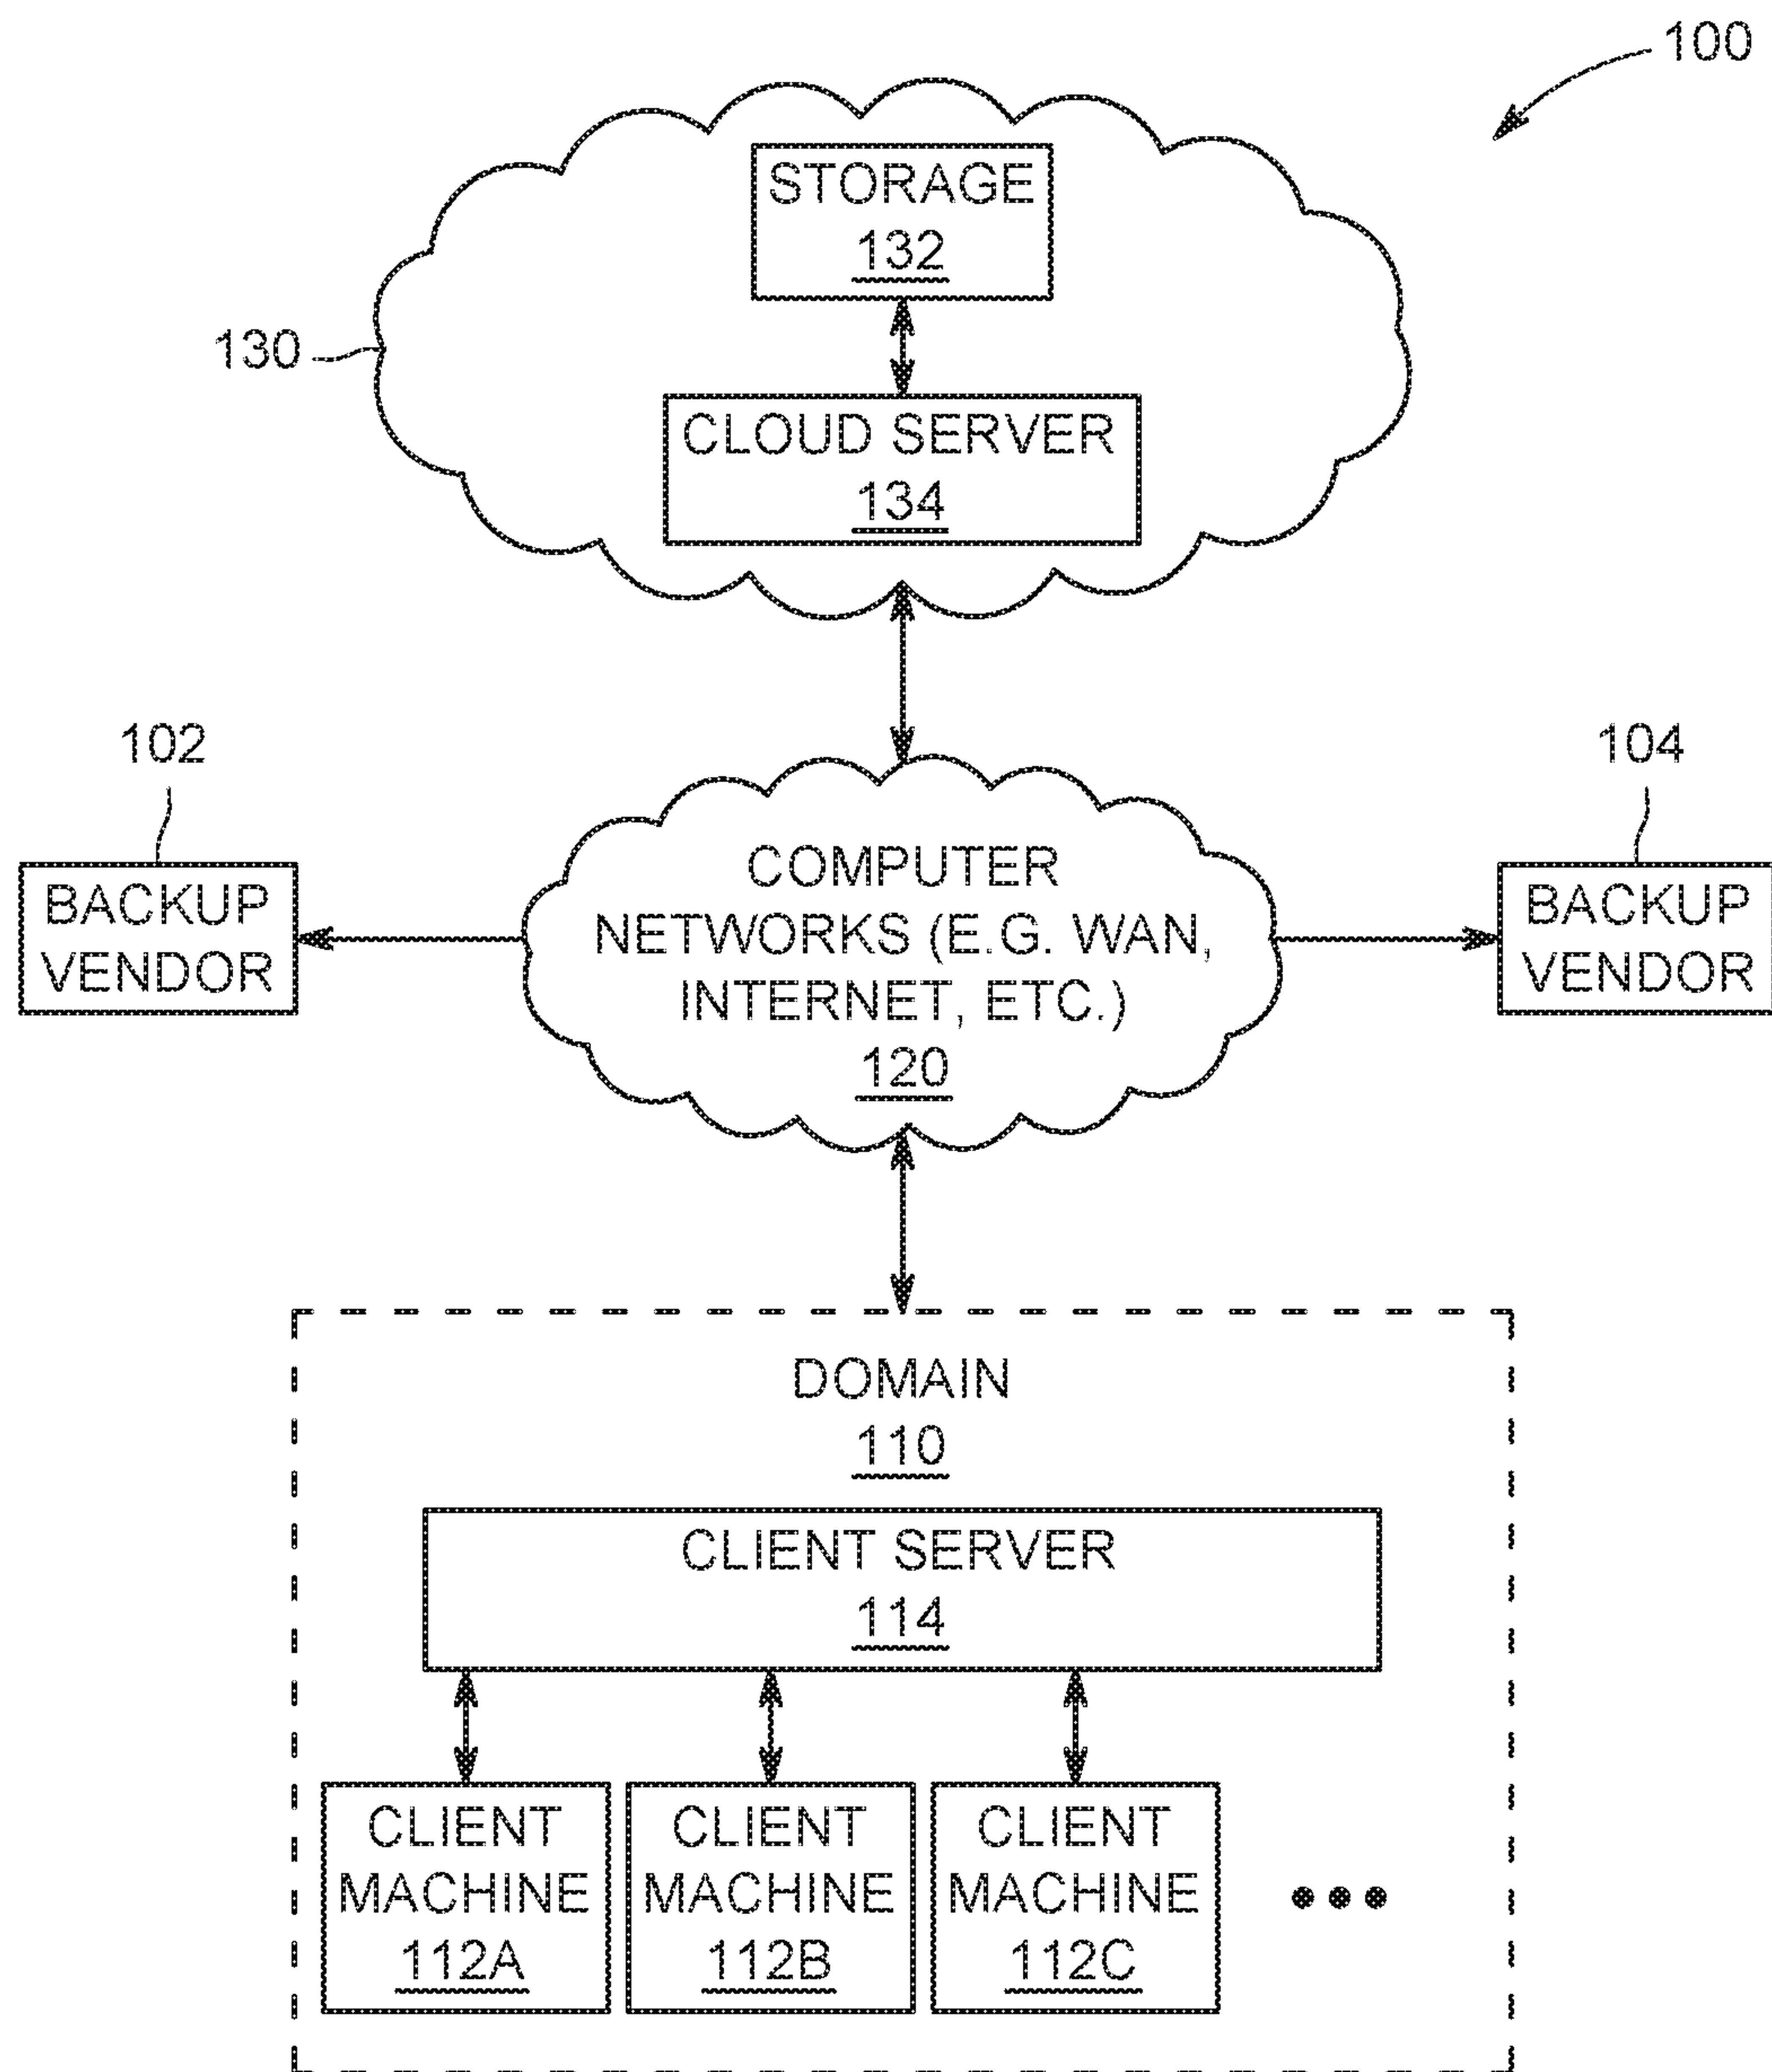 100
STORAGE
132
130
CLOUD SERVER
134
102
104
BACKUP
VENDOR
COMPUTER
NETWORKS (E.G. WAN,
INTERNET, ETC.)
120
BACKUP
VENDOR
DOMAIN
110
CLIENT SERVER
114
CLIENT
MACHINE
112A
CLIENT
MACHINE
112B
CLIENT
MACHINE
112C